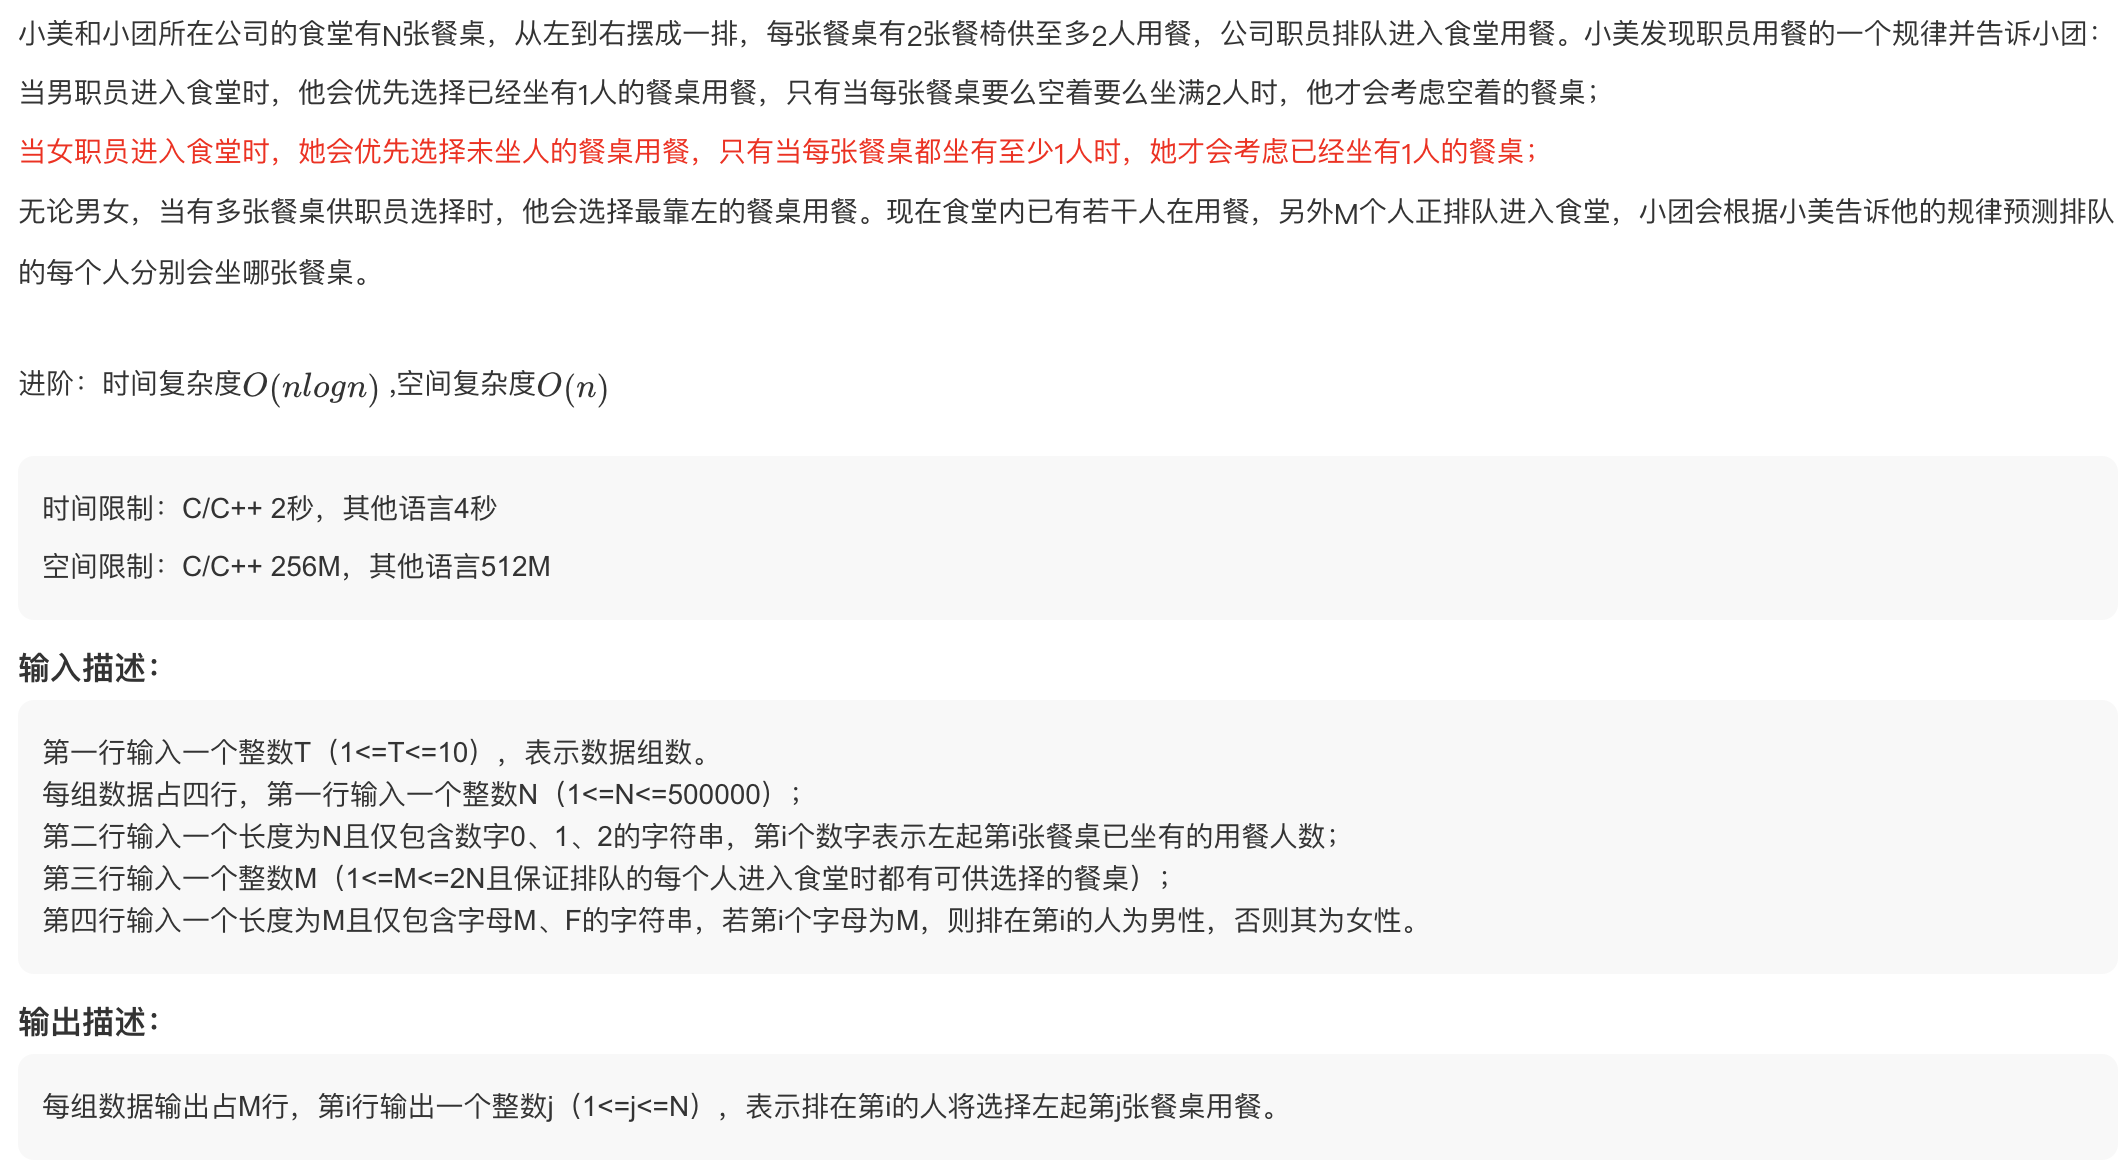 小美和小团所在公司的食堂有N张餐桌，从左到右摆成一排，每张餐桌有2张餐椅供至多2人用餐，公司职员排队进入食堂用餐。小美发现职员用餐的一个规律并告诉小团：
当男职员进入食堂时，他会优先选择已经坐有1人的餐桌用餐，只有当每张餐桌要么空着要么坐满2人时，他才会考虑空着的餐桌；
当女职员进入食堂时，她会优先选择未坐人的餐桌用餐，只有当每张餐桌都坐有至少1人时，她才会考虑已经坐有1人的餐桌；
无论男女，当有多张餐桌供职员选择时，他会选择最靠左的餐桌用餐。现在食堂内已有若干人在用餐，另外M个人正排队进入食堂，小团会根据小美告诉他的规律预测排队
的每个人分别会坐哪张餐桌。
进阶：时间复杂度O(nlogn) ,空间复杂度O(n)
时间限制：C/C++ 2秒，其他语言4秒
空间限制：C/C++ 256M，其他语言512M
输入描述：
第一行输入一个整数T（1<=T<=10），表示数据组数。
每组数据占四行，第一行输入一个整数N（1<=N<=500000）；
第二行输入一个长度为N且仅包含数字0、1、2的字符串，第i个数字表示左起第i张餐桌已坐有的用餐人数；
第三行输入一个整数M（1<=M<=2N且保证排队的每个人进入食堂时都有可供选择的餐桌）；
第四行输入一个长度为M且仅包含字母M、F的字符串，若第i个字母为M，则排在第i的人为男性，否则其为女性。
输出描述：
每组数据输出占M行，第i行输出一个整数j（1<=j<=N），表示排在第i的人将选择左起第j张餐桌用餐。